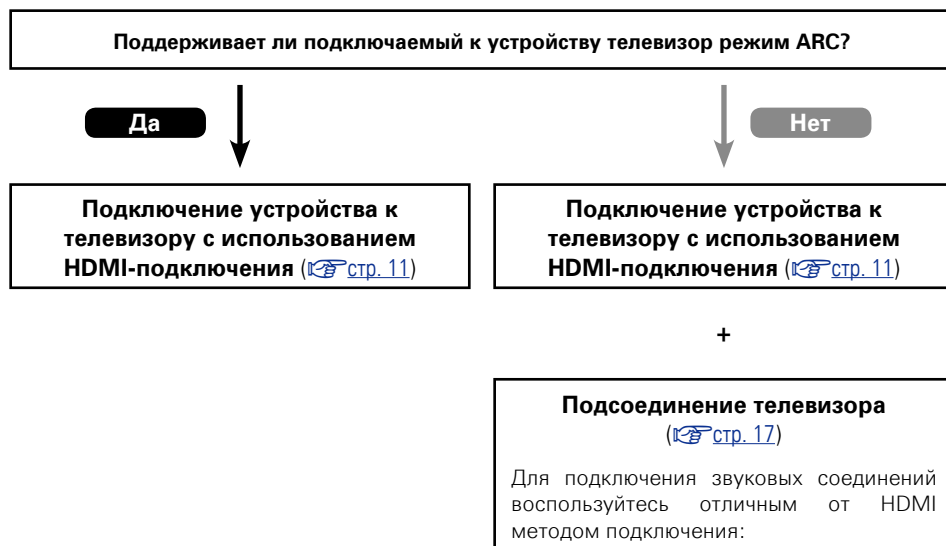 Поддерживает ли подключаемый к устройству телевизор режим ARC?
Да
Нет
Подключение устройства к
телевизору с использованием
HDMI-подключения (стр. 11)
Подключение устройства к
телевизору с использованием
HDMI-подключения (стр. 11)
+
Подсоединение телевизора
(стр. 17)
Для подключения звуковых соединений
воспользуйтесь отличным от HDMI
методом подключения: